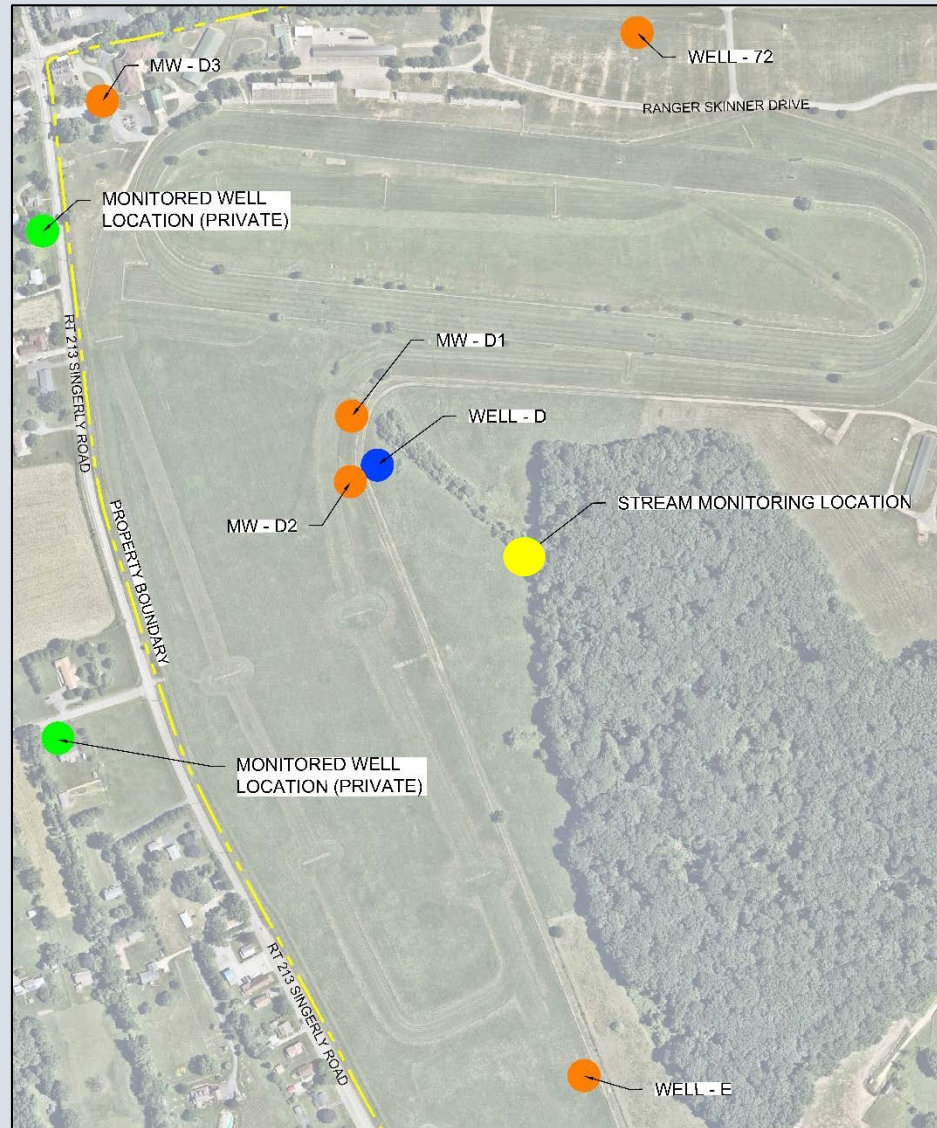 WELL - 72
MW - D3
RANGER SKINNER DRIVE
MONITORED WELL
LOCATION (PRIVATE)
RT 213 SINGERLY ROAD
MW - D1
WELL - D
MW - D2
STREAM MONITORING LOCATION
PROPERTY BOUNDARY
MONITORED WELL
LOCATION (PRIVATE)
RT 213 SINGERLY ROAD
WELL - E